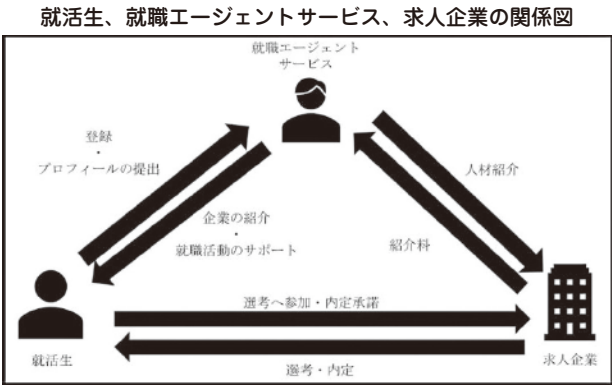 就活生、就職エージェントサービス、求人企業の関係図
就職エージェント
サービス
登録
・
プロフィールの提出
人材紹介
企業の紹介
・
就職活動のサポート
紹介料
選考へ参加・内定承諾
就活生
求人企業
選考・内定